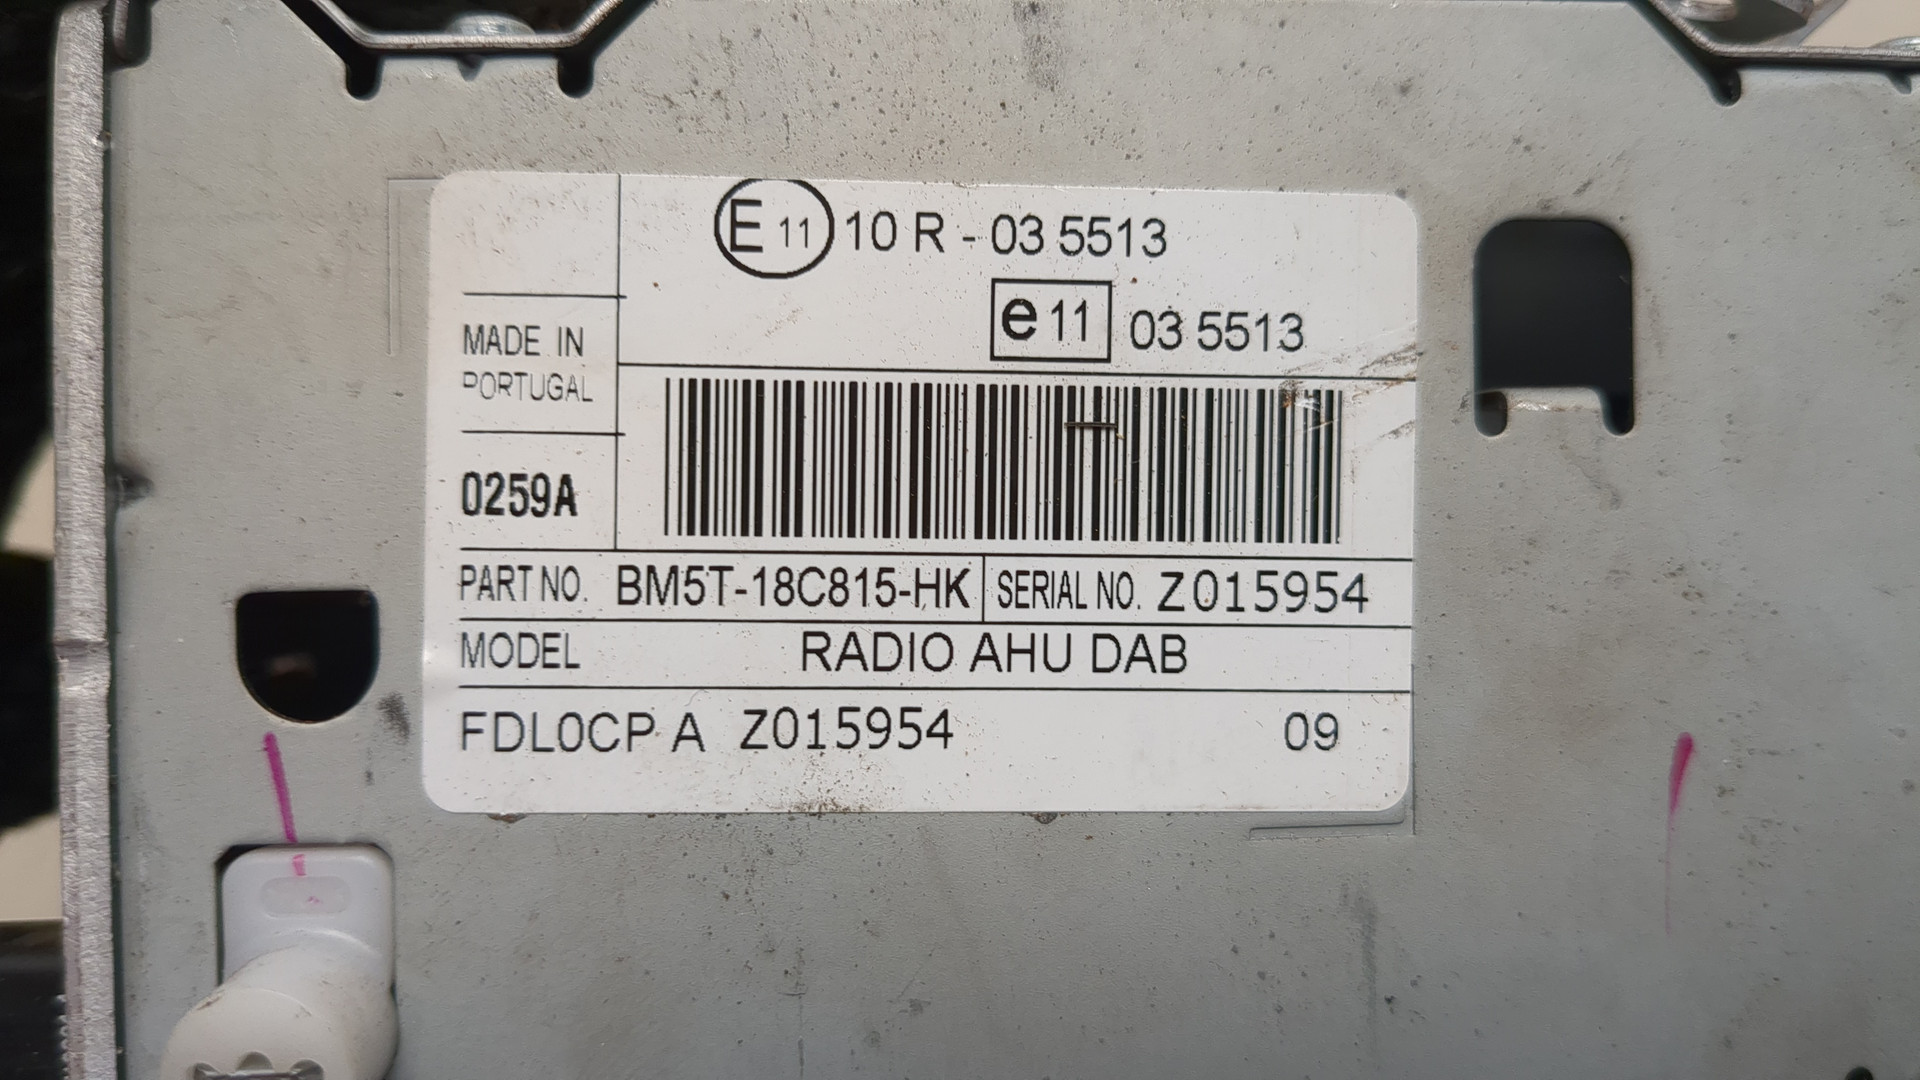 E 11 10 R - 03 5513
e 11 03 5513
MADE IN
PORTUGAL
0259A
PART NO. BM5T-18C815-HK SERIAL NO. Z015954
MODEL RADIO AHU DAB
FDL0CP A Z015954 09